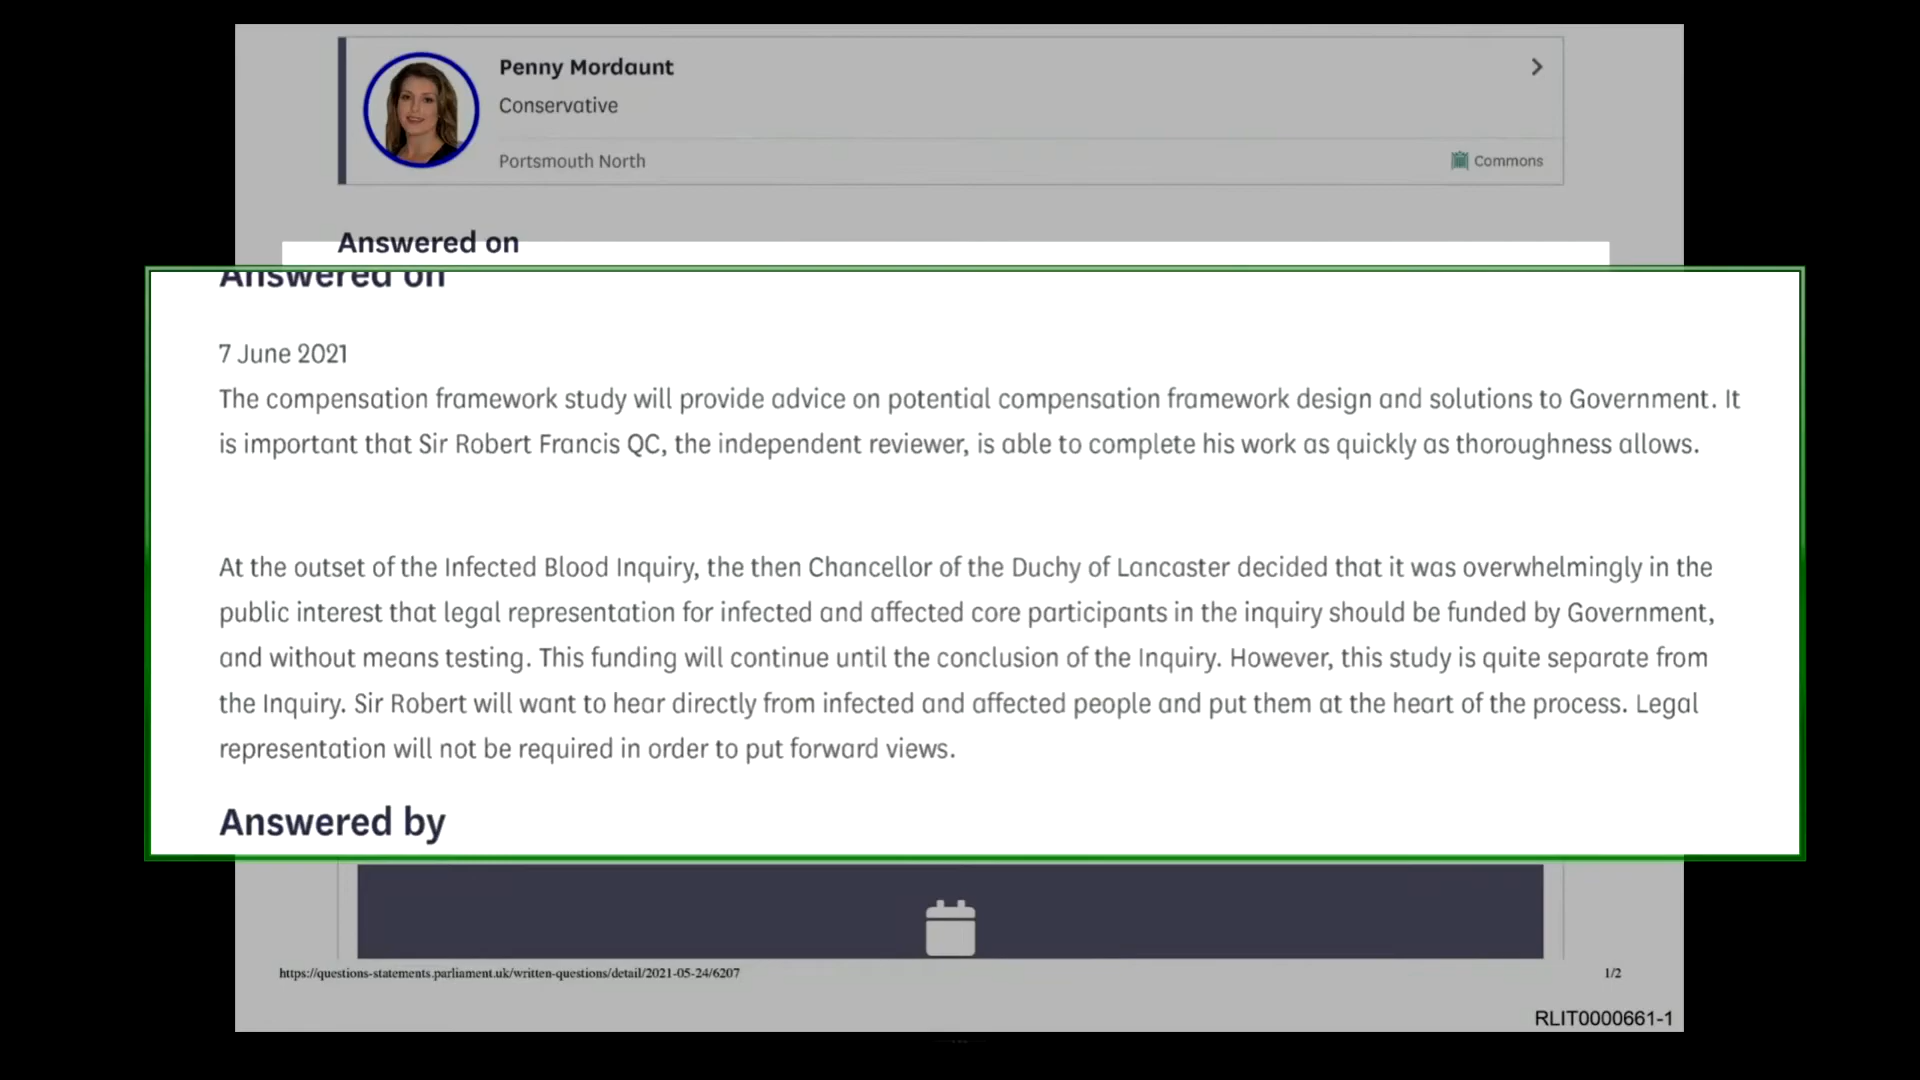 Penny Mordaunt
Conservative
Portsmouth North
Commons
Answered on
Answered on
7 June 2021
The compensation framework study will provide advice on potential compensation framework design and solutions to Government. It
is important that Sir Robert Francis QC, the independent reviewer, is able to complete his work as quickly as thoroughness allows.
At the outset of the Infected Blood Inquiry, the then Chancellor of the Duchy of Lancaster decided that it was overwhelmingly in the
public interest that legal representation for infected and affected core participants in the inquiry should be funded by Government,
and without means testing. This funding will continue until the conclusion of the Inquiry. However, this study is quite separate from
the Inquiry. Sir Robert will want to hear directly from infected and affected people and put them at the heart of the process. Legal
representation will not be required in order to put forward views.
Answered by
https://questions-statements.parliament.uk/written-questions/detail/2021-05-24/6207
1/2
RLIT0000661-1